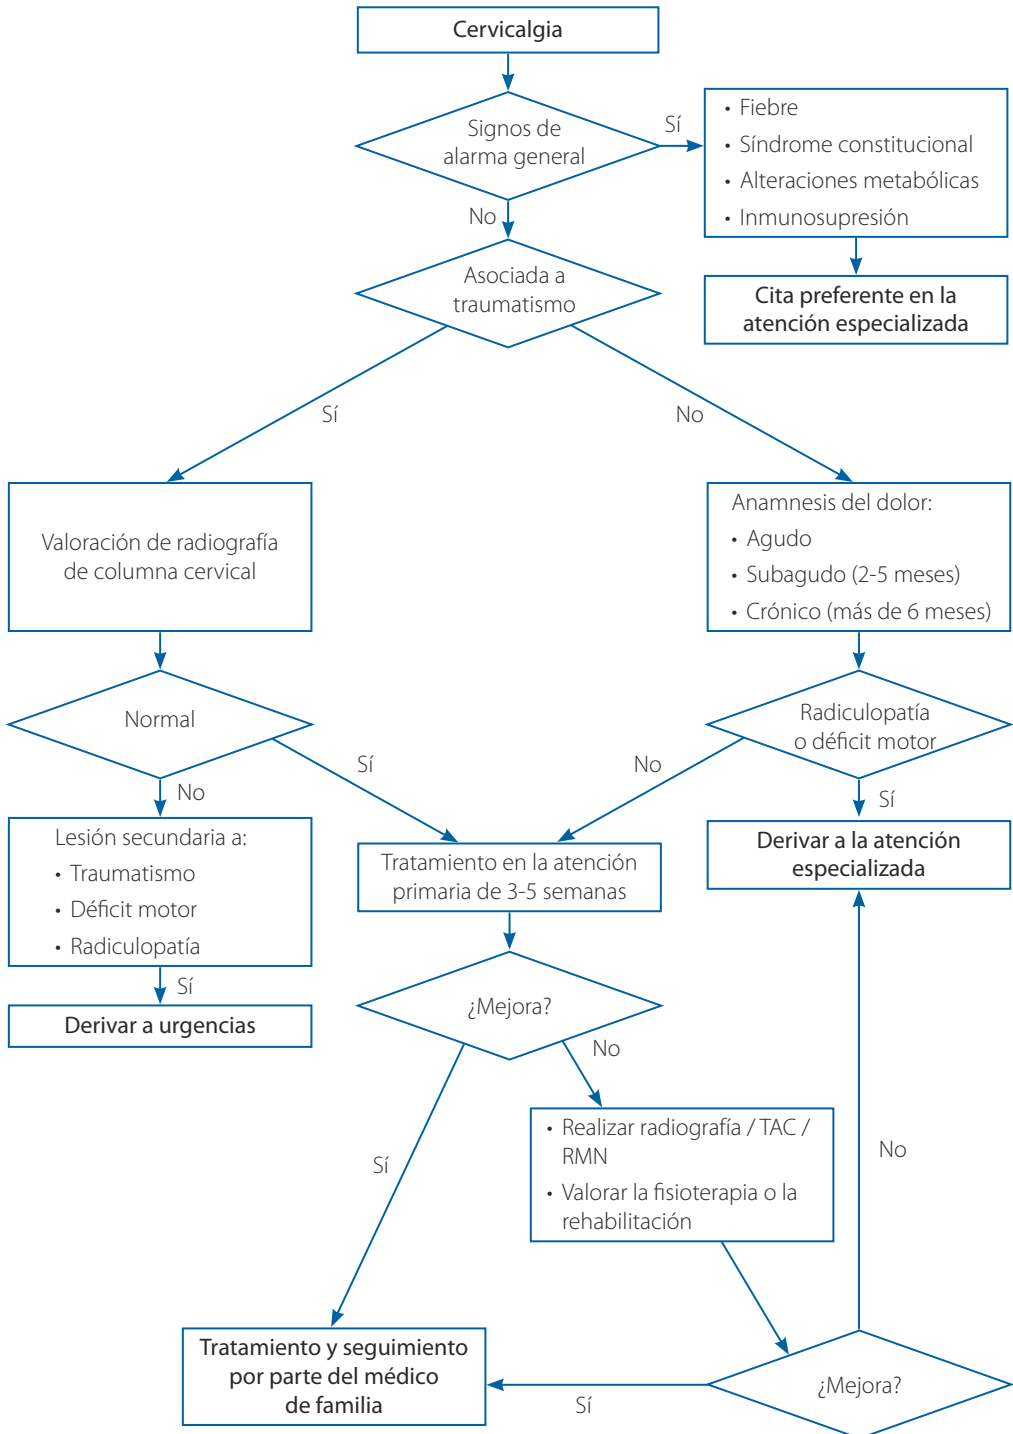 Cervicalgia
Signos de
alarma general
Sí
• Fiebre
• Síndrome constitucional
• Alteraciones metabólicas
• Inmunosupresión
No
Cita preferente en la
atención especializada
Asociada a
traumatismo
Sí
No
Valoración de radiografía
de columna cervical
Anamnesis del dolor:
• Agudo
• Subagudo (2-5 meses)
• Crónico (más de 6 meses)
Normal
Radiculopatía
o déficit motor
Sí
No
No
Sí
Lesión secundaria a:
• Traumatismo
• Déficit motor
• Radiculopatía
Tratamiento en la atención
primaria de 3-5 semanas
Derivar a la atención
especializada
Sí
Derivar a urgencias
¿Mejora?
No
Sí
• Realizar radiografía / TAC /
RMN
• Valorar la fisioterapia o la
rehabilitación
No
Tratamiento y seguimiento
por parte del médico
de familia
Sí
¿Mejora?